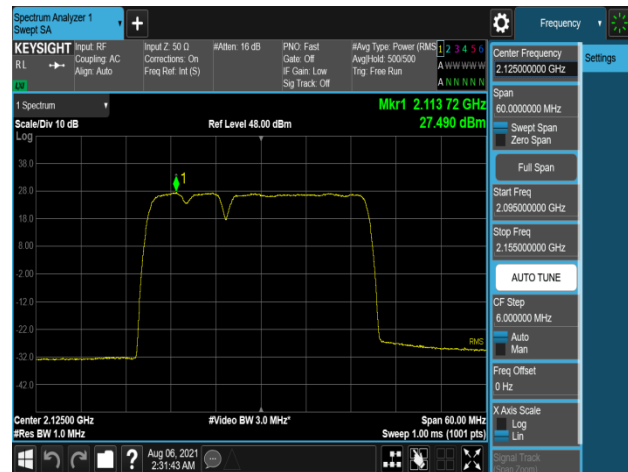 Spectrum Analyzer 1
Swept SA
Frequency
KEYSIGHT
RL
Input: RF
Coupling: AC
Align: Auto
Input Z: 50 Ω
Corrections: On
Freq Ref: Int (S)
#Atten: 16 dB
PNO: Fast
Gate: Off
IF Gain: Low
Sig Track: Off
#Avg Type: Power (RMS
Avg|Hold: 500/500
Trig: Free Run
1 2 3 4 5 6
A W W W W W
A N N N N N
1 Spectrum
Scale/Div 10 dB
Log
Ref Level 48.00 dBm
Mkr1 2.113 72 GHz
27.490 dBm
38.0
28.0
18.0
8.00
-2.00
-12.0
-22.0
-32.0
-42.0
1
RMS
Center 2.12500 GHz
#Res BW 1.0 MHz
#Video BW 3.0 MHz*
Span 60.00 MHz
Sweep 1.00 ms (1001 pts)
Aug 06, 2021
2:31:43 AM
?
Center Frequency
2.125000000 GHz
Settings
Span
60.0000000 MHz
Swept Span
Zero Span
Full Span
Start Freq
2.095000000 GHz
Stop Freq
2.155000000 GHz
AUTO TUNE
CF Step
6.000000 MHz
Auto
Man
Freq Offset
0 Hz
X Axis Scale
Log
Lin
Signal Track
(Span Zoom)